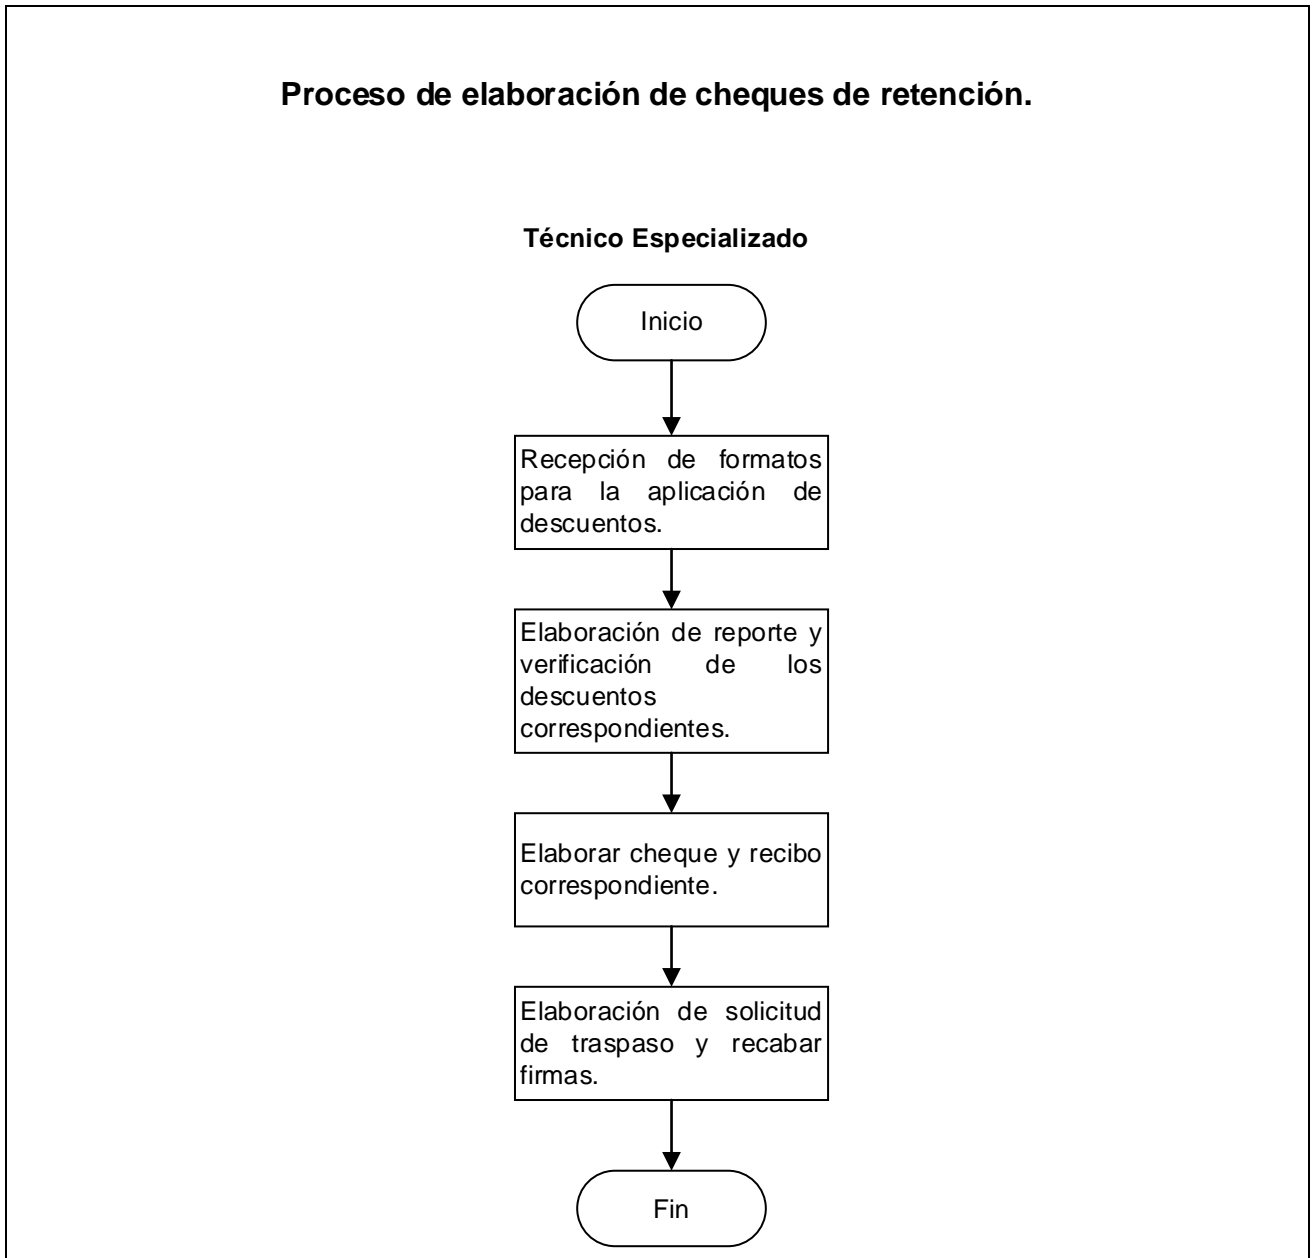 Proceso de elaboración de cheques de retención.
Técnico Especializado
Inicio
Recepción de formatos
para la aplicación de
descuentos.
Elaboración de reporte y
verificación de los
descuentos
correspondientes.
Elaborar cheque y recibo
correspondiente.
Elaboración de solicitud
de traspaso y recabar
firmas.
Fin